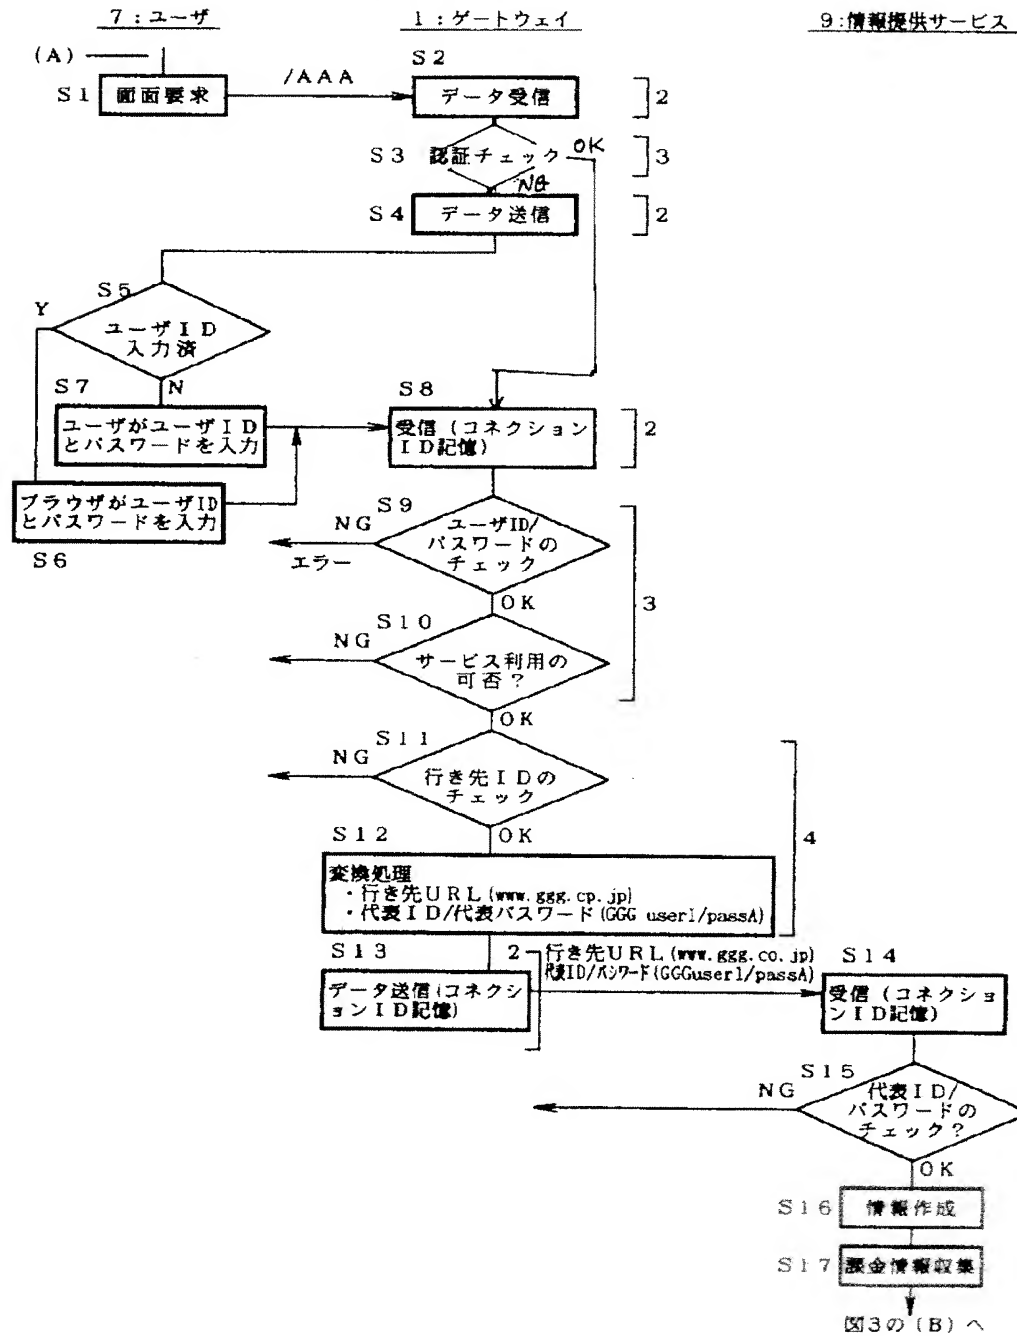 7：ユーザ
1：ゲートウェイ
9:情報提供サービス
(A)
S1
画面要求
/AAA
S2
データ受信
2
S3
認証チェック
OK
3
NG
S4
データ送信
2
S5
Y
ユーザID
入力済
N
S7
ユーザがユーザID
とパスワードを入力
S8
受信（コネクション
ID記憶）
2
ブラウザがユーザID
とパスワードを入力
S6
S9
NG
エラー
ユーザID/
パスワードの
チェック
OK
3
S10
NG
サービス利用の
可否？
OK
S11
NG
行き先IDの
チェック
OK
4
S12
変換処理
・行き先URL(www.ggg.cp.jp)
・代表ID/代表パスワード(GGG user1/passA)
S13
2
行き先URL(www.ggg.co.jp)
代表ID/パスワード(GGGuser1/passA)
データ送信(コネクシ
ョンID記憶)
S14
受信（コネクショ
ンID記憶）
S15
NG
代表ID/
パスワードの
チェック？
OK
S16
情報作成
S17
課金情報収集
図3の(B)へ